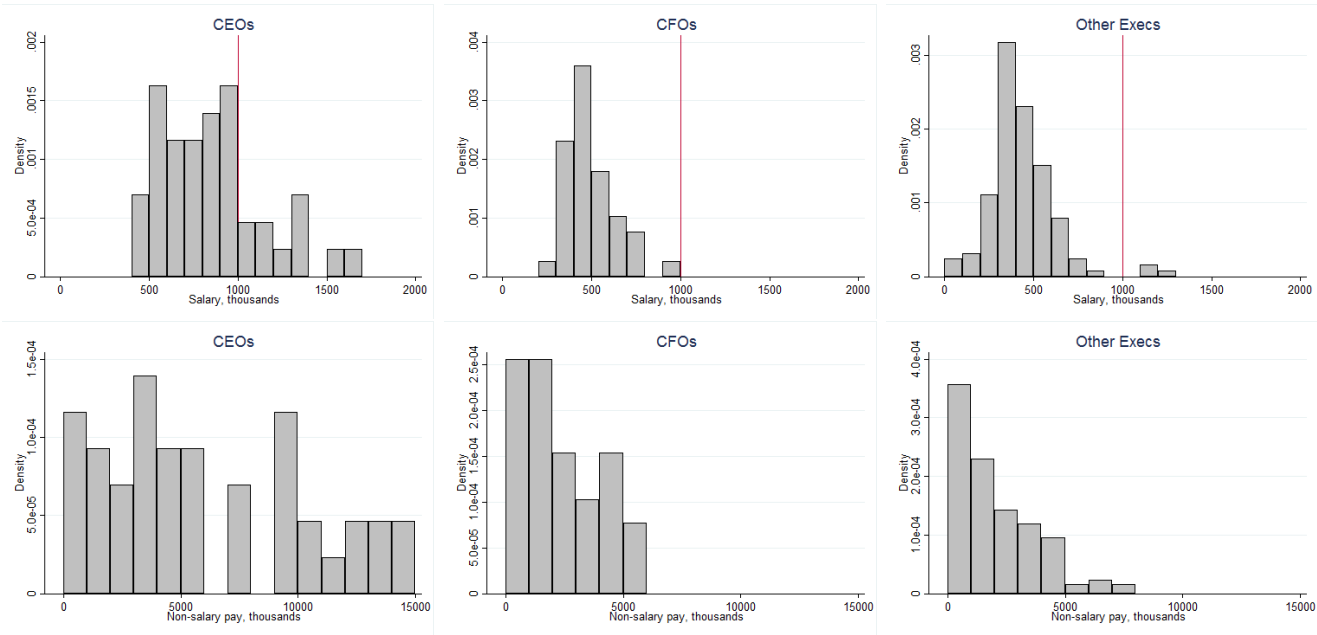 CEOs
.002
.0015
.001
5.0e-04
0
Density
0 500 1000 1500 2000
Salary, thousands
CFOs
.004
.003
.002
.001
0
Density
0 500 1000 1500 2000
Salary, thousands
Other Execs
.003
.002
.001
0
Density
0 500 1000 1500 2000
Salary, thousands
CEOs
1.5e-04
1.0e-04
5.0e-05
0
Density
0 5000 10000 15000
Non-salary pay, thousands
CFOs
2.5e-04
2.0e-04
1.5e-04
1.0e-04
5.0e-05
0
Density
0 5000 10000 15000
Non-salary pay, thousands
Other Execs
4.0e-04
3.0e-04
2.0e-04
1.0e-04
0
Density
0 5000 10000 15000
Non-salary pay, thousands